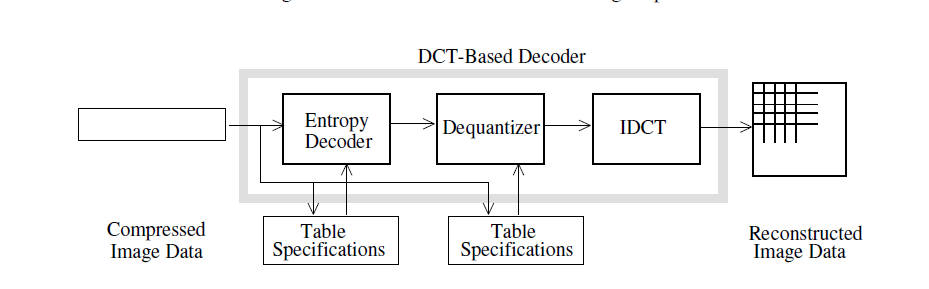 DCT-Based Decoder
Entropy
Decoder
Dequantizer
IDCT
Table
Specifications
Table
Specifications
Compressed
Image Data
Reconstructed
Image Data